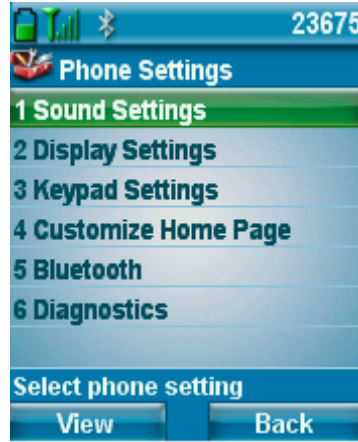 23675
Phone Settings
1 Sound Settings
2 Display Settings
3 Keypad Settings
4 Customize Home Page
5 Bluetooth
6 Diagnostics
Select phone setting
View Back